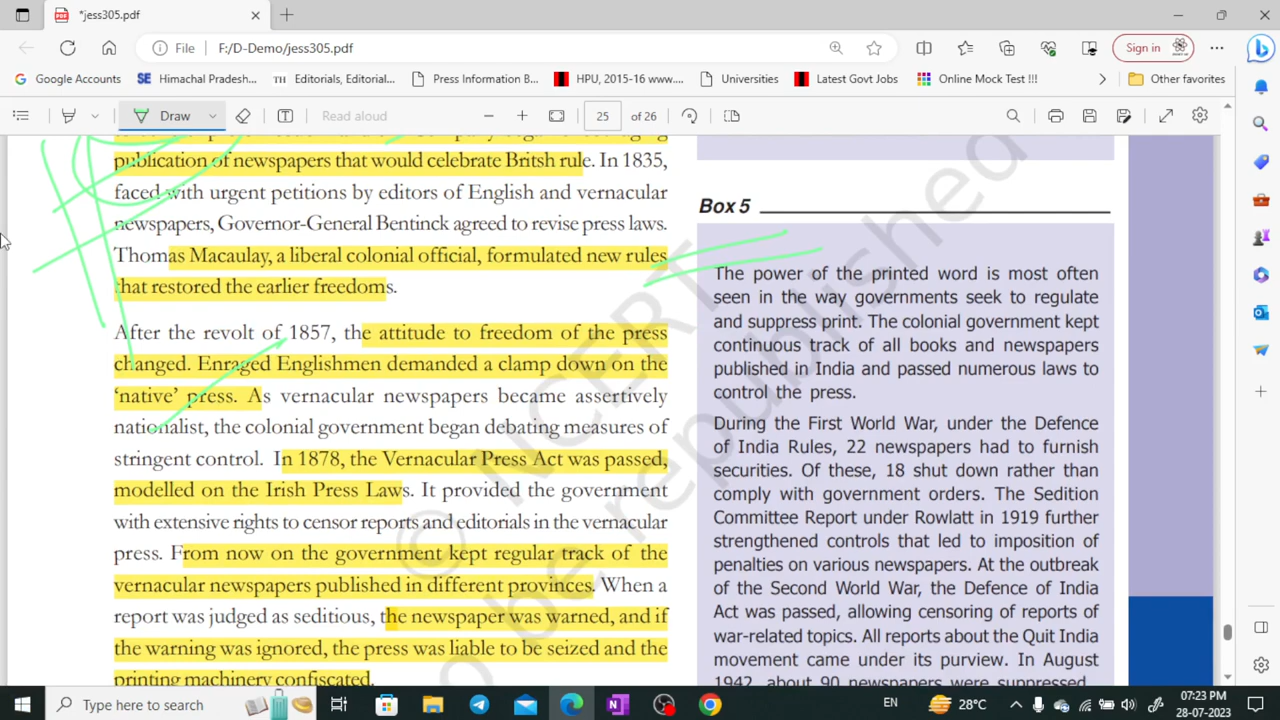 *jess305.pdf
File F:/D-Demo/jess305.pdf
Sign in
Google Accounts
SE Himachal Pradesh...
TH Editorials, Editorial...
Press Information B...
HPU, 2015-16 www....
Universities
Latest Govt Jobs
Online Mock Test !!!
Other favorites
Draw
Read aloud
25 of 26
publication of newspapers that would celebrate Britsh rule. In 1835,
faced with urgent petitions by editors of English and vernacular
newspapers, Governor-General Bentinck agreed to revise press laws.
Thomas Macaulay, a liberal colonial official, formulated new rules
that restored the earlier freedoms.
After the revolt of 1857, the attitude to freedom of the press
changed. Enraged Englishmen demanded a clamp down on the
‘native’ press. As vernacular newspapers became assertively
nationalist, the colonial government began debating measures of
stringent control. In 1878, the Vernacular Press Act was passed,
modelled on the Irish Press Laws. It provided the government
with extensive rights to censor reports and editorials in the vernacular
press. From now on the government kept regular track of the
vernacular newspapers published in different provinces. When a
report was judged as seditious, the newspaper was warned, and if
the warning was ignored, the press was liable to be seized and the
printing machinery confiscated.
Box 5
The power of the printed word is most often
seen in the way governments seek to regulate
and suppress print. The colonial government kept
continuous track of all books and newspapers
published in India and passed numerous laws to
control the press.
During the First World War, under the Defence
of India Rules, 22 newspapers had to furnish
securities. Of these, 18 shut down rather than
comply with government orders. The Sedition
Committee Report under Rowlatt in 1919 further
strengthened controls that led to imposition of
penalties on various newspapers. At the outbreak
of the Second World War, the Defence of India
Act was passed, allowing censoring of reports of
war-related topics. All reports about the Quit India
movement came under its purview. In August
1942, about 90 newspapers were suppressed.
© NCERT
be republished
Type here to search
EN
28°C
07:23 PM
28-07-2023